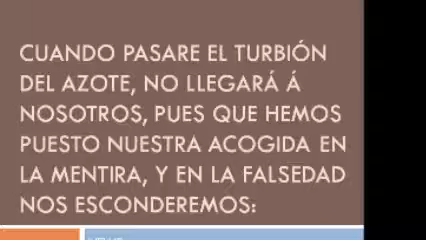 CUANDO PASARE EL TURBIÓN
DEL AZOTE, NO LLEGARÁ Á
NOSOTROS, PUES QUE HEMOS
PUESTO NUESTRA ACOGIDA EN
LA MENTIRA, Y EN LA FALSEDAD
NOS ESCONDEREMOS: